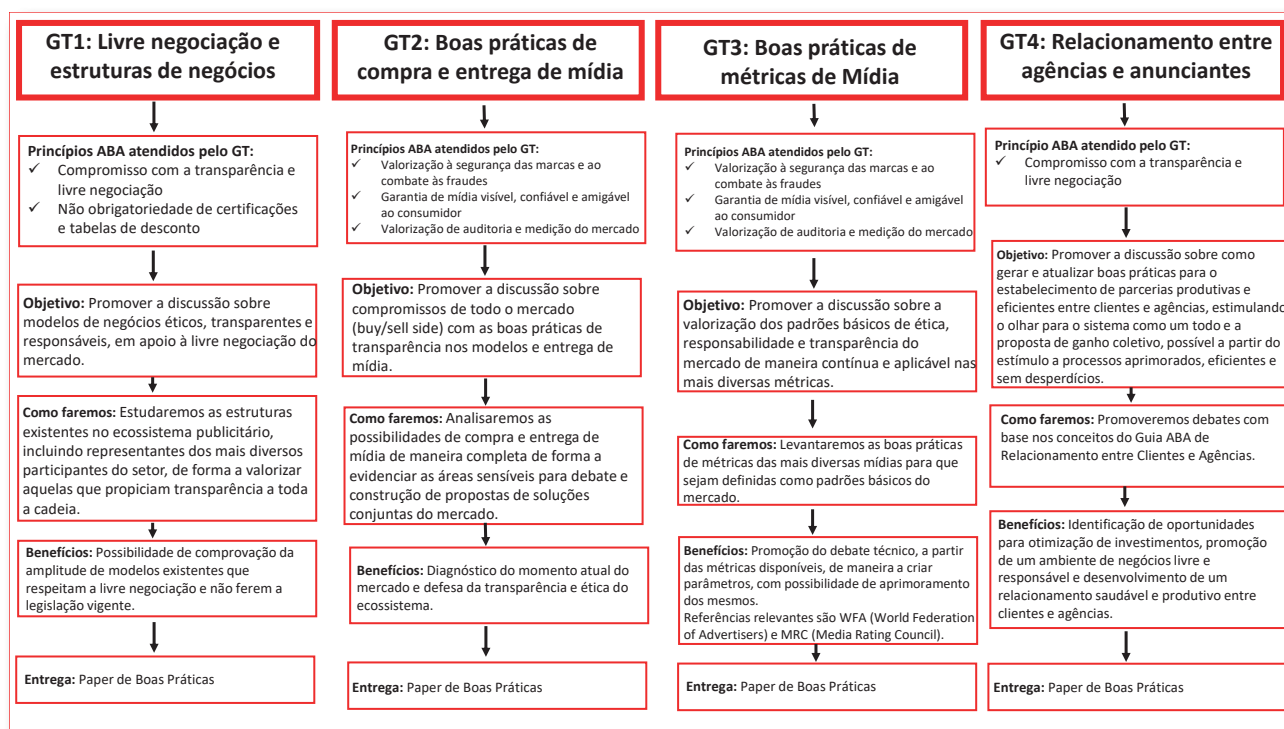 GT1: Livre negociação e
estruturas de negócios
Princípios ABA atendidos pelo GT:
✓ Compromisso com a transparência e
livre negociação
✓ Não obrigatoriedade de certificações
e tabelas de desconto
Objetivo: Promover a discussão sobre
modelos de negócios éticos, transparentes e
responsáveis, em apoio à livre negociação do
mercado.
Como faremos: Estudaremos as estruturas
existentes no ecossistema publicitário,
incluindo representantes dos mais diversos
participantes do setor, de forma a valorizar
aquelas que propiciam transparência a toda
a cadeia.
Benefícios: Possibilidade de comprovação da
amplitude de modelos existentes que
respeitam a livre negociação e não ferem a
legislação vigente.
Entrega: Paper de Boas Práticas
GT2: Boas práticas de
compra e entrega de mídia
Princípios ABA atendidos pelo GT:
✓ Valorização à segurança das marcas e ao
combate às fraudes
✓ Garantia de mídia visível, confiável e amigável
ao consumidor
✓ Valorização de auditoria e medição do mercado
Objetivo: Promover a discussão sobre
compromissos de todo o mercado
(buy/sell side) com as boas práticas de
transparência nos modelos e entrega de
mídia.
Como faremos: Analisaremos as
possibilidades de compra e entrega de
mídia de maneira completa de forma a
evidenciar as áreas sensíveis para debate e
construção de propostas de soluções
conjuntas do mercado.
Benefícios: Diagnóstico do momento atual do
mercado e defesa da transparência e ética do
ecossistema.
Entrega: Paper de Boas Práticas
GT3: Boas práticas de
métricas de Mídia
Princípios ABA atendidos pelo GT:
✓ Valorização à segurança das marcas e ao
combate às fraudes
✓ Garantia de mídia visível, confiável e amigável
ao consumidor
✓ Valorização de auditoria e medição do mercado
Objetivo: Promover a discussão sobre a
valorização dos padrões básicos de ética,
responsabilidade e transparência do
mercado de maneira contínua e aplicável nas
mais diversas métricas.
Como faremos: Levantaremos as boas práticas
de métricas das mais diversas mídias para que
sejam definidas como padrões básicos do
mercado.
Benefícios: Promoção do debate técnico, a partir
das métricas disponíveis, de maneira a criar
parâmetros, com possibilidade de aprimoramento
dos mesmos.
Referências relevantes são WFA (World Federation
of Advertisers) e MRC (Media Rating Council).
Entrega: Paper de Boas Práticas
GT4: Relacionamento entre
agências e anunciantes
Princípio ABA atendido pelo GT:
✓ Compromisso com a transparência e
livre negociação
Objetivo: Promover a discussão sobre como
gerar e atualizar boas práticas para o
estabelecimento de parcerias produtivas e
eficientes entre clientes e agências, estimulando
o olhar para o sistema como um todo e a
proposta de ganho coletivo, possível a partir do
estímulo a processos aprimorados, eficientes e
sem desperdícios.
Como faremos: Promoveremos debates com
base nos conceitos do Guia ABA de
Relacionamento entre Clientes e Agências.
Benefícios: Identificação de oportunidades
para otimização de investimentos, promoção
de um ambiente de negócios livre e
responsável e desenvolvimento de um
relacionamento saudável e produtivo entre
clientes e agências.
Entrega: Paper de Boas Práticas